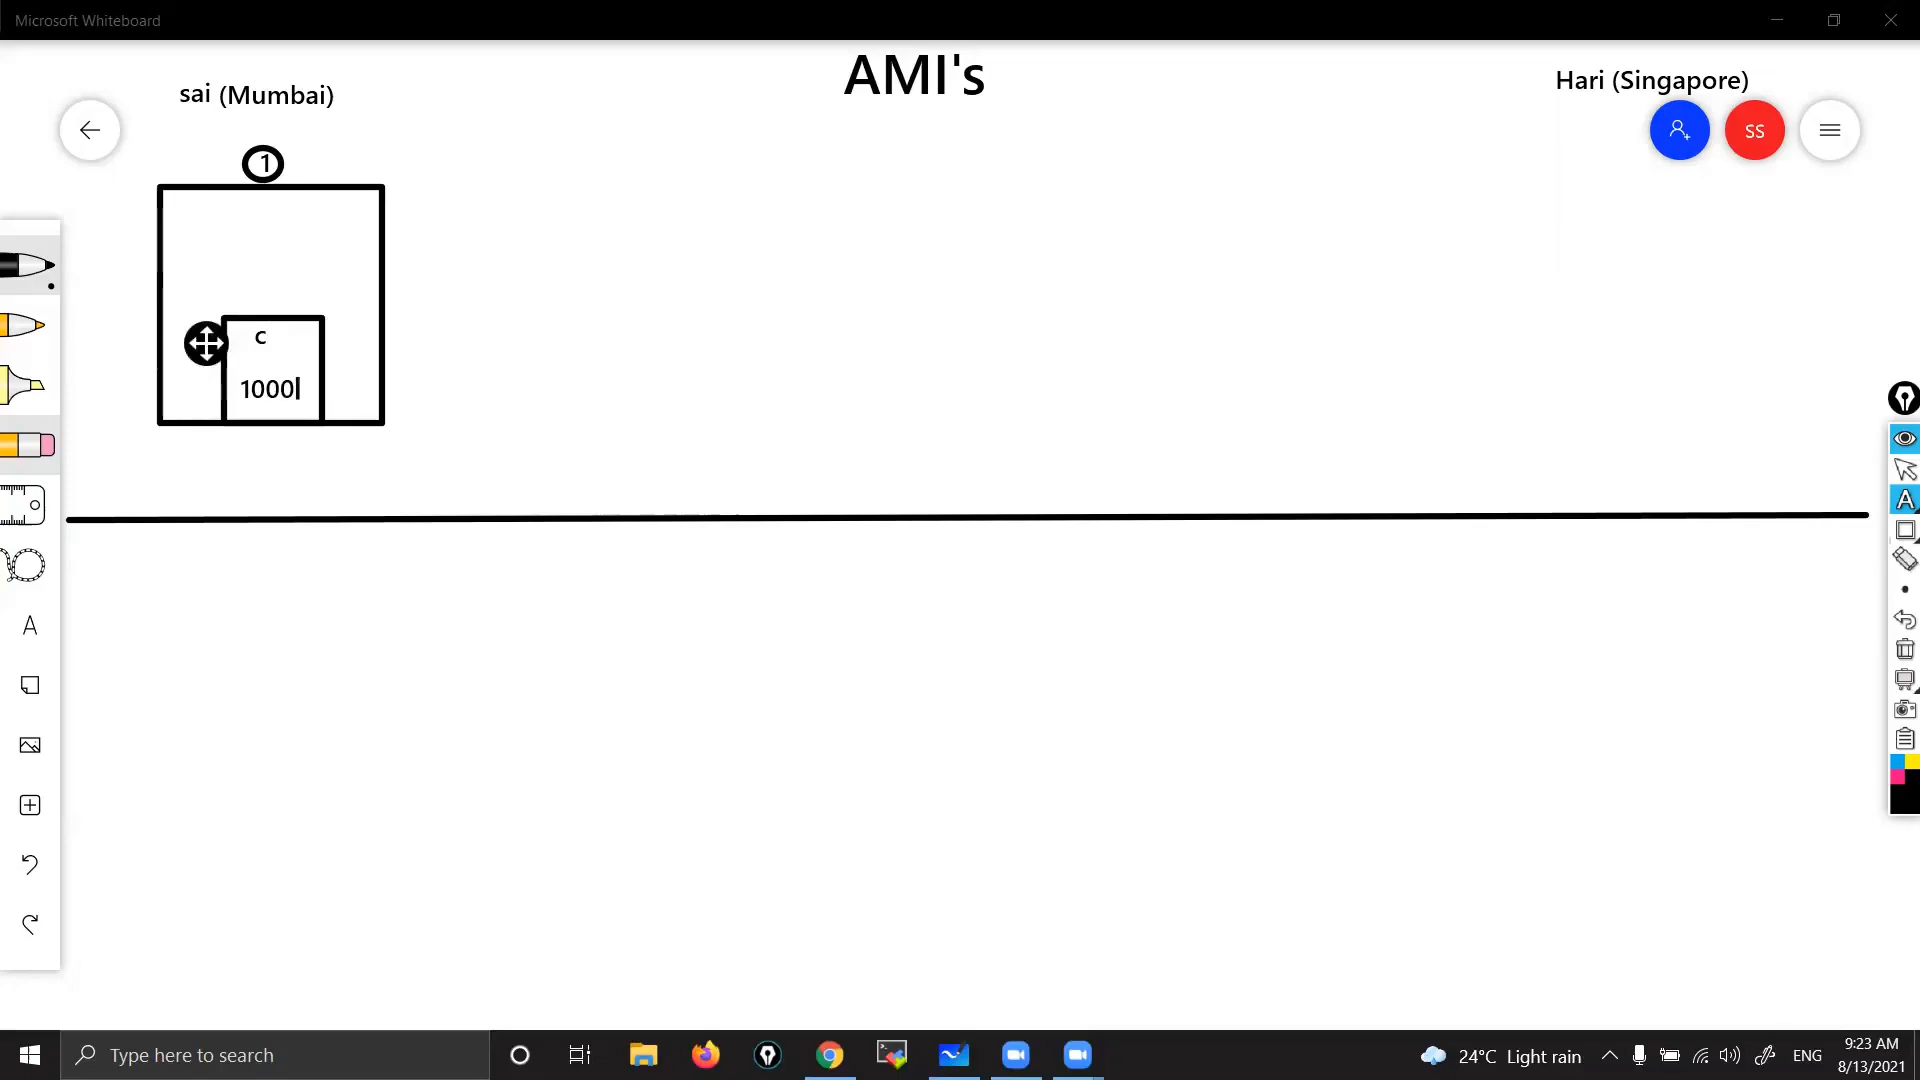 Microsoft Whiteboard
AMI's
sai (Mumbai)
Hari (Singapore)
SS
1
C
1000
A
A
Type here to search
24°C Light rain
ENG
9:23 AM
8/13/2021